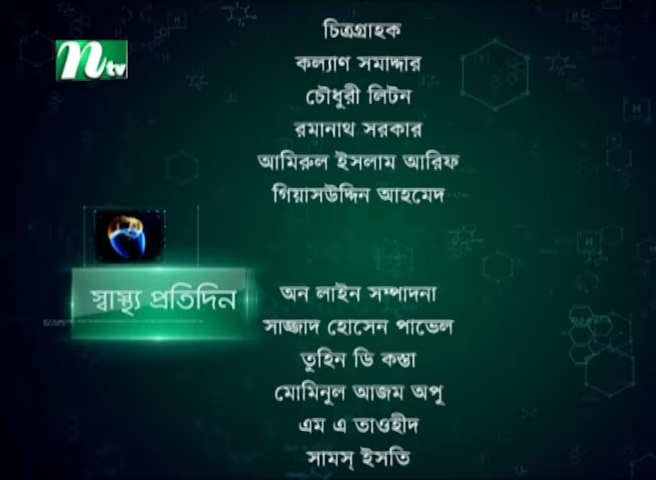 ntv
চিত্রগ্রাহক
কল্যাণ সমাদ্দার
চৌধুরী লিটন
রমানাথ সরকার
আমিরুল ইসলাম আরিফ
গিয়াসউদ্দিন আহমেদ
স্বাস্থ্য প্রতিদিন
অন লাইন সম্পাদনা
সাজ্জাদ হোসেন পাভেল
তুহিন ডি কস্তা
মোমিনুল আজম অপু
এম এ তাওহীদ
সামস্ ইসতি